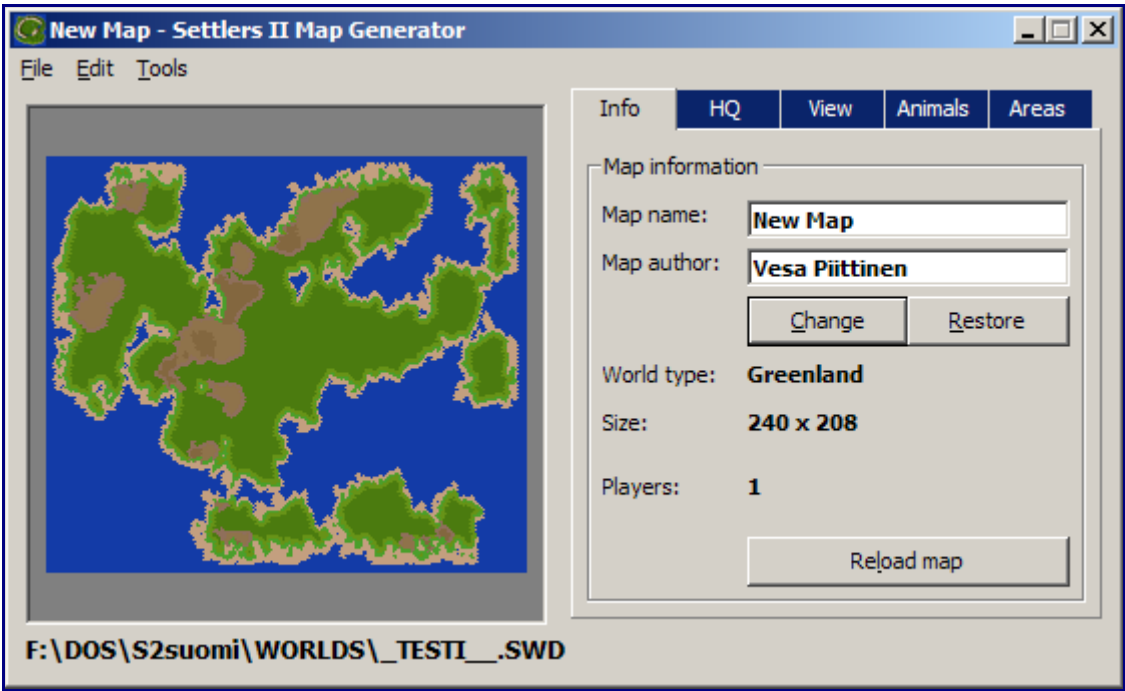 New Map - Settlers II Map Generator
File Edit Tools
Info HQ View Animals Areas
Map information
Map name: New Map
Map author: Vesa Piittinen
Change Restore
World type: Greenland
Size: 240 x 208
Players: 1
Reload map
F:\DOS\S2suomi\WORLDS\_TESTI__.SWD